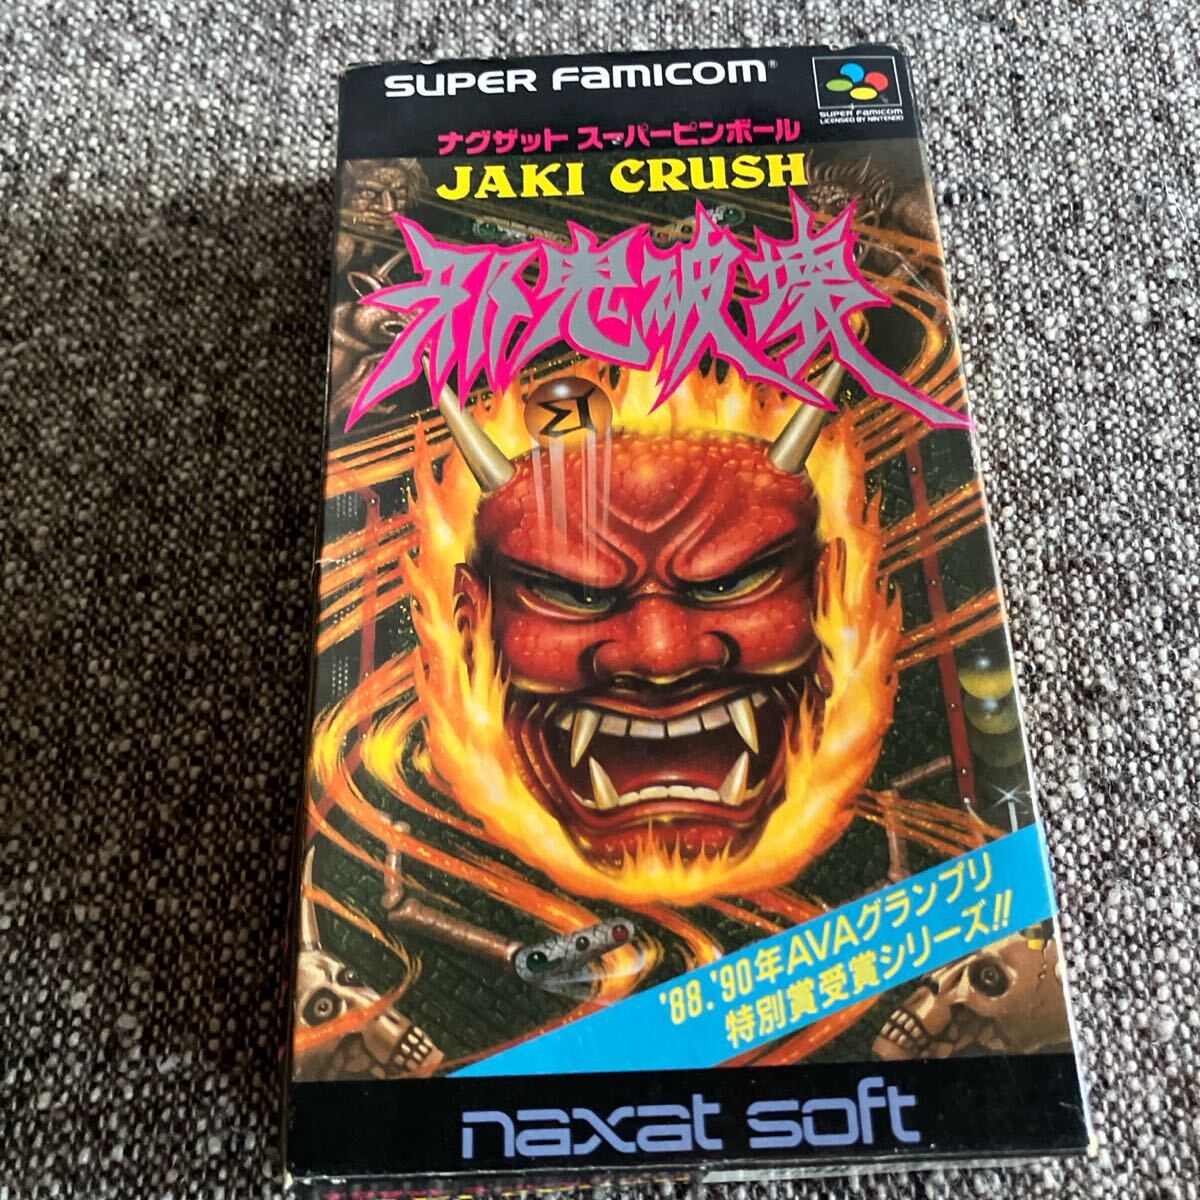 SUPER FAMICOM®
SUPER FAMICOM
LICENSED BY NINTENDO
ナグザット スーパーピンボール
JAKI CRUSH
邪鬼破壊
'88.'90年AVAグランプリ
特別賞受賞シリーズ!!
naxat soft